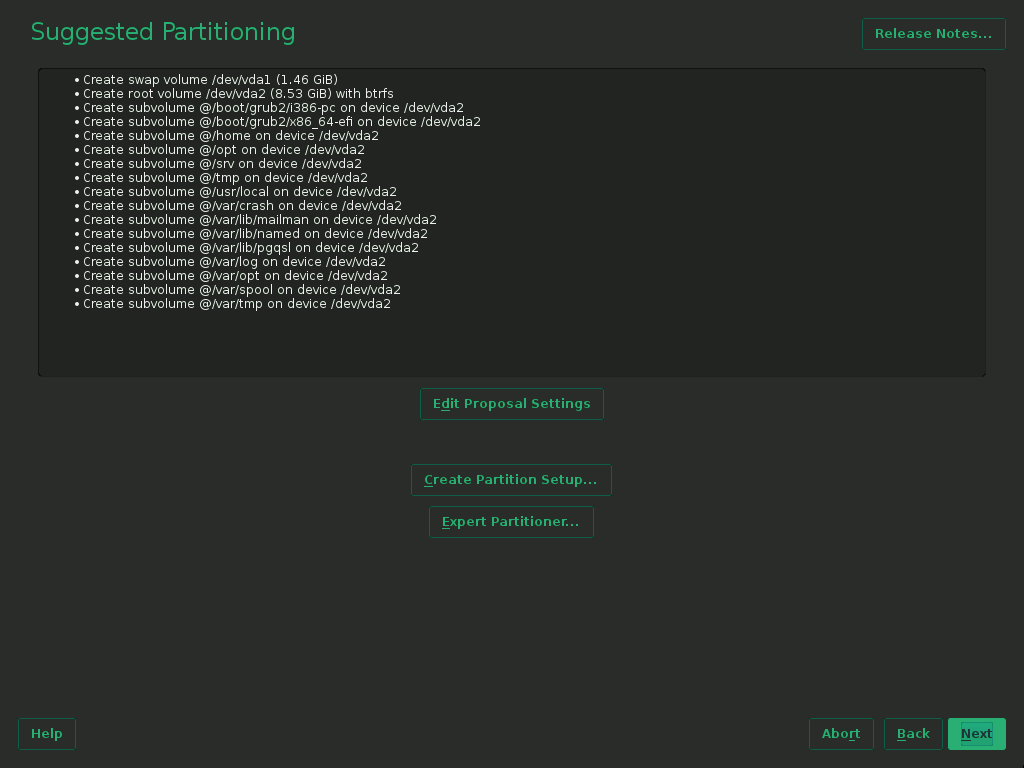 Suggested Partitioning
Release Notes...
• Create swap volume /dev/vda1 (1.46 GiB)
• Create root volume /dev/vda2 (8.53 GiB) with btrfs
• Create subvolume @/boot/grub2/i386-pc on device /dev/vda2
• Create subvolume @/boot/grub2/x86_64-efi on device /dev/vda2
• Create subvolume @/home on device /dev/vda2
• Create subvolume @/opt on device /dev/vda2
• Create subvolume @/srv on device /dev/vda2
• Create subvolume @/tmp on device /dev/vda2
• Create subvolume @/usr/local on device /dev/vda2
• Create subvolume @/var/crash on device /dev/vda2
• Create subvolume @/var/lib/mailman on device /dev/vda2
• Create subvolume @/var/lib/named on device /dev/vda2
• Create subvolume @/var/lib/pgqsl on device /dev/vda2
• Create subvolume @/var/log on device /dev/vda2
• Create subvolume @/var/opt on device /dev/vda2
• Create subvolume @/var/spool on device /dev/vda2
• Create subvolume @/var/tmp on device /dev/vda2
Edit Proposal Settings
Create Partition Setup...
Expert Partitioner...
Help
Abort
Back
Next